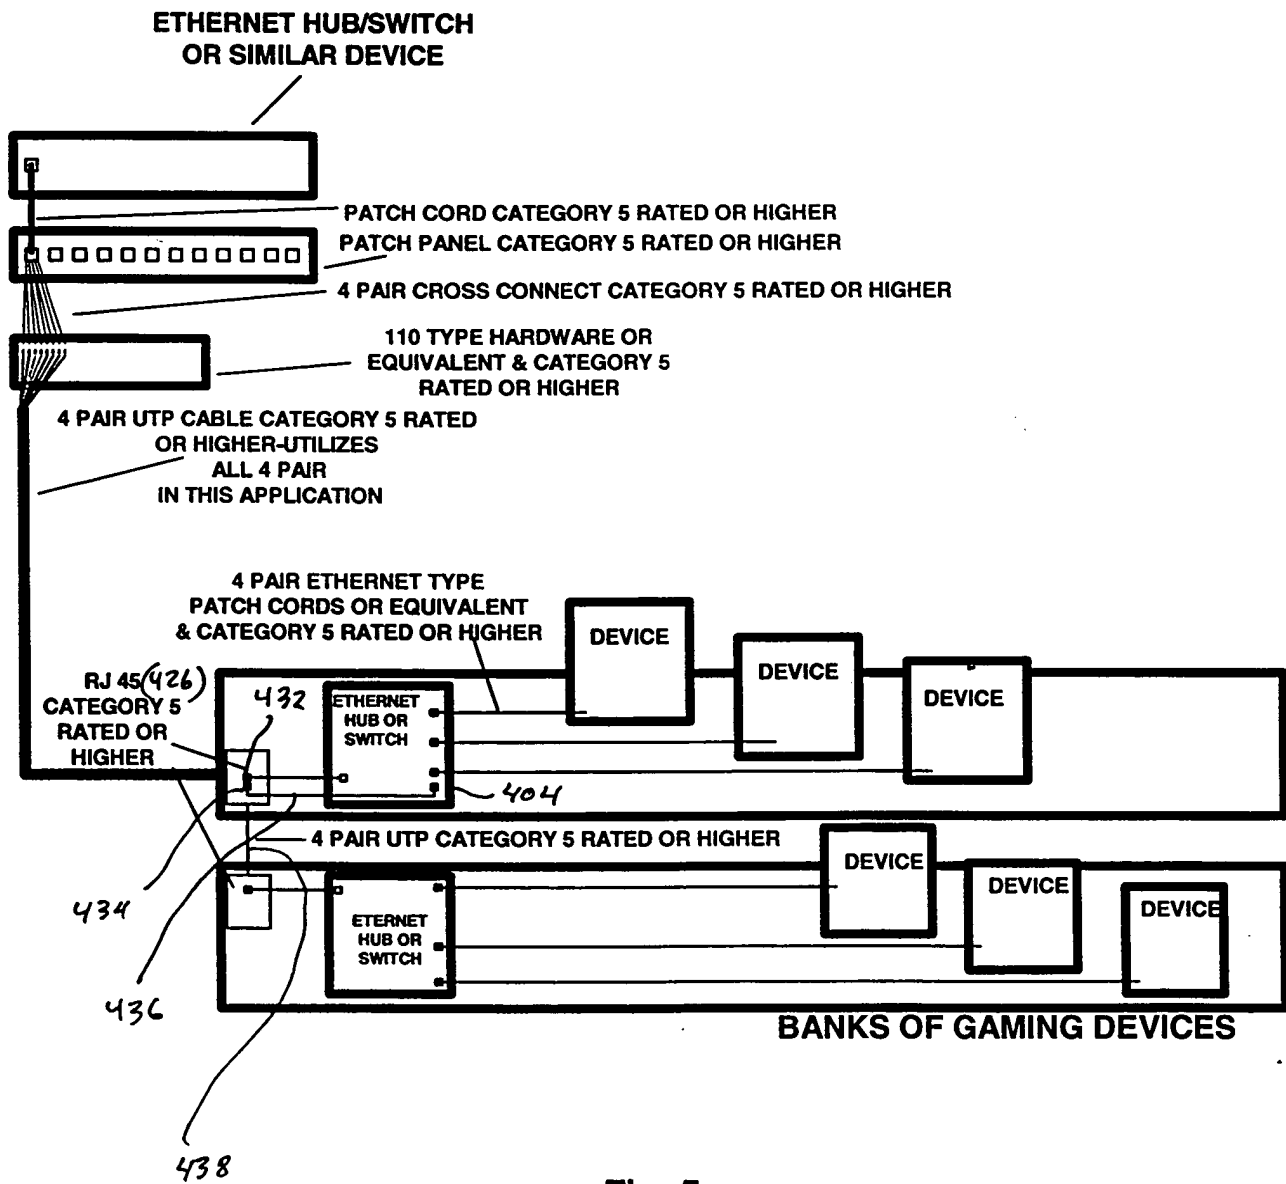 ETHERNET HUB/SWITCH
OR SIMILAR DEVICE
PATCH CORD CATEGORY 5 RATED OR HIGHER
PATCH PANEL CATEGORY 5 RATED OR HIGHER
4 PAIR CROSS CONNECT CATEGORY 5 RATED OR HIGHER
110 TYPE HARDWARE OR
EQUIVALENT & CATEGORY 5
RATED OR HIGHER
4 PAIR UTP CABLE CATEGORY 5 RATED
OR HIGHER-UTILIZES
ALL 4 PAIR
IN THIS APPLICATION
4 PAIR ETHERNET TYPE
PATCH CORDS OR EQUIVALENT
& CATEGORY 5 RATED OR HIGHER
DEVICE
DEVICE
DEVICE
RJ 45 (426)
CATEGORY 5
RATED OR
HIGHER
432
ETHERNET
HUB OR
SWITCH
404
4 PAIR UTP CATEGORY 5 RATED OR HIGHER
DEVICE
DEVICE
DEVICE
434
ETERNET
HUB OR
SWITCH
436
BANKS OF GAMING DEVICES
438